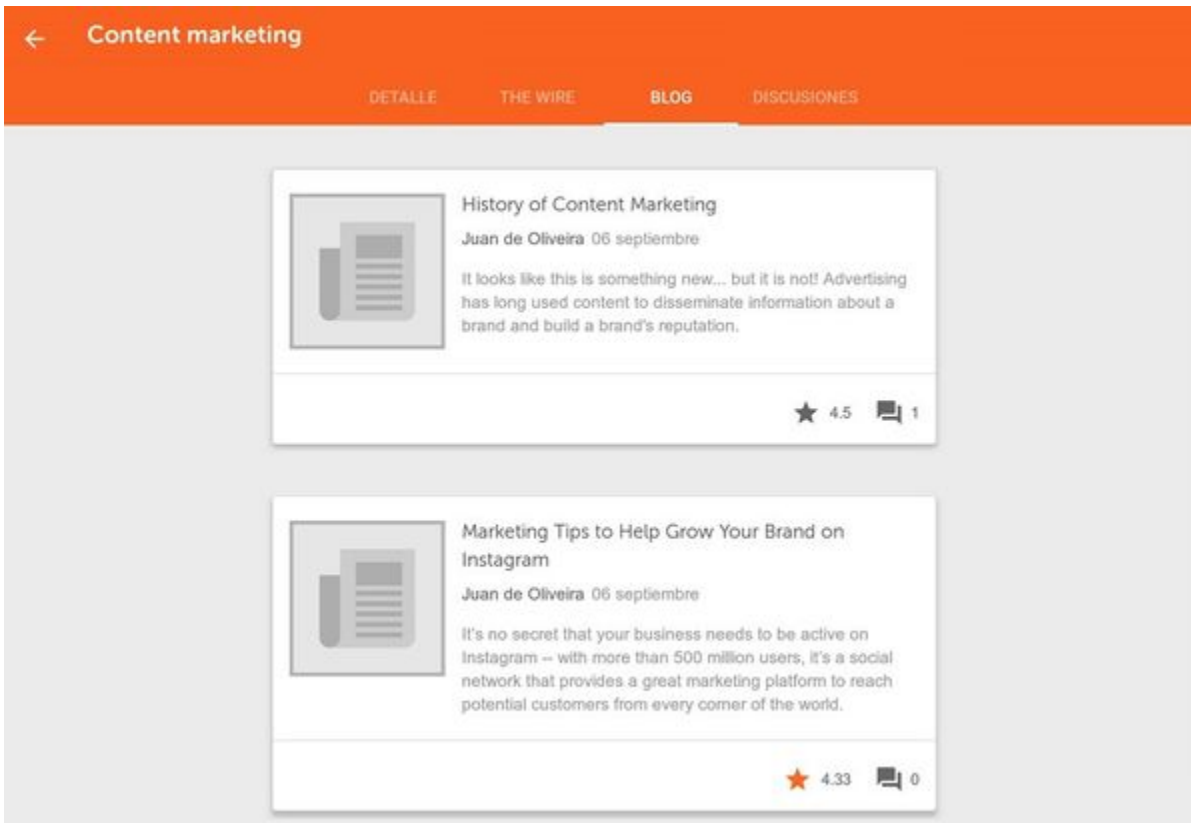 Content marketing
DETALLE THE WIRE BLOG DISCUSIONES
History of Content Marketing
Juan de Oliveira 06 septiembre
It looks like this is something new... but it is not! Advertising
has long used content to disseminate information about a
brand and build a brand's reputation.
4.5 1
Marketing Tips to Help Grow Your Brand on
Instagram
Juan de Oliveira 06 septiembre
It's no secret that your business needs to be active on
Instagram – with more than 500 million users, it's a social
network that provides a great marketing platform to reach
potential customers from every corner of the world.
4.33 0